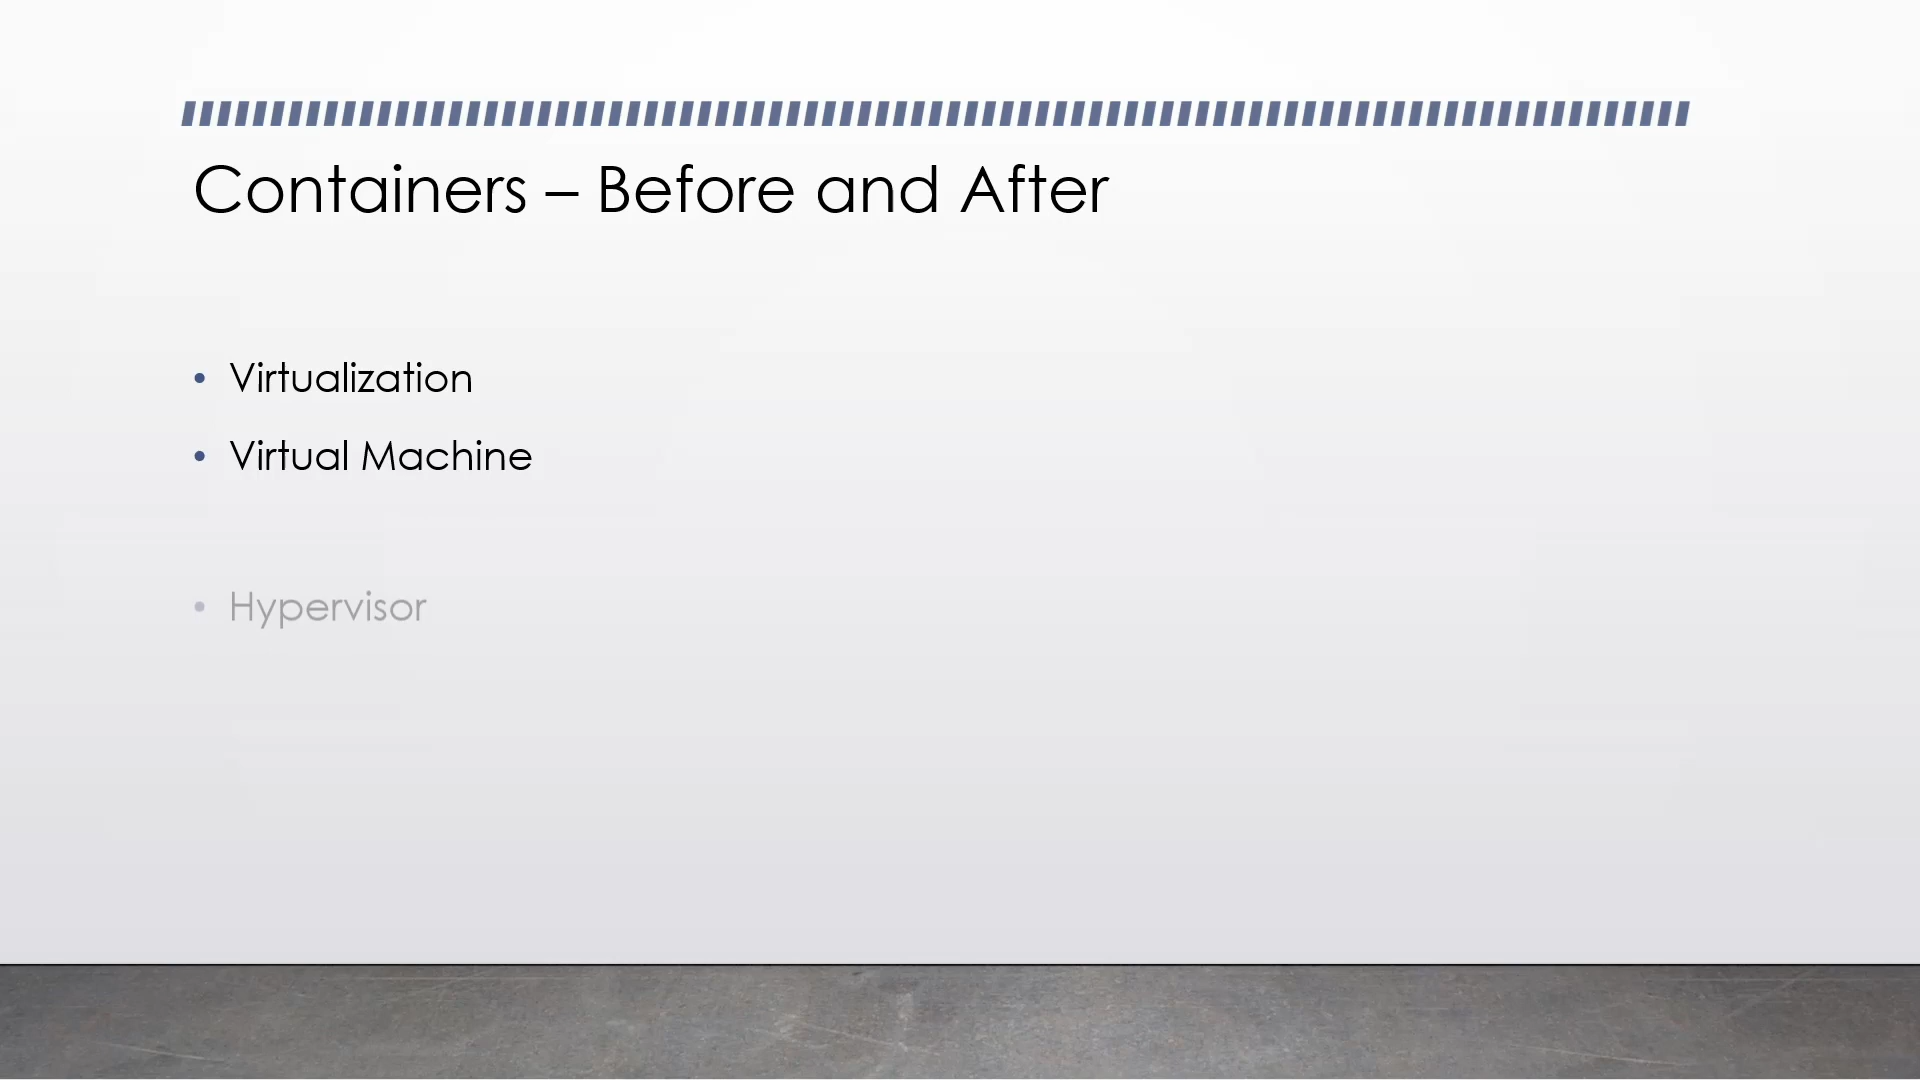 Containers – Before and After
• Virtualization
• Virtual Machine
• Hypervisor